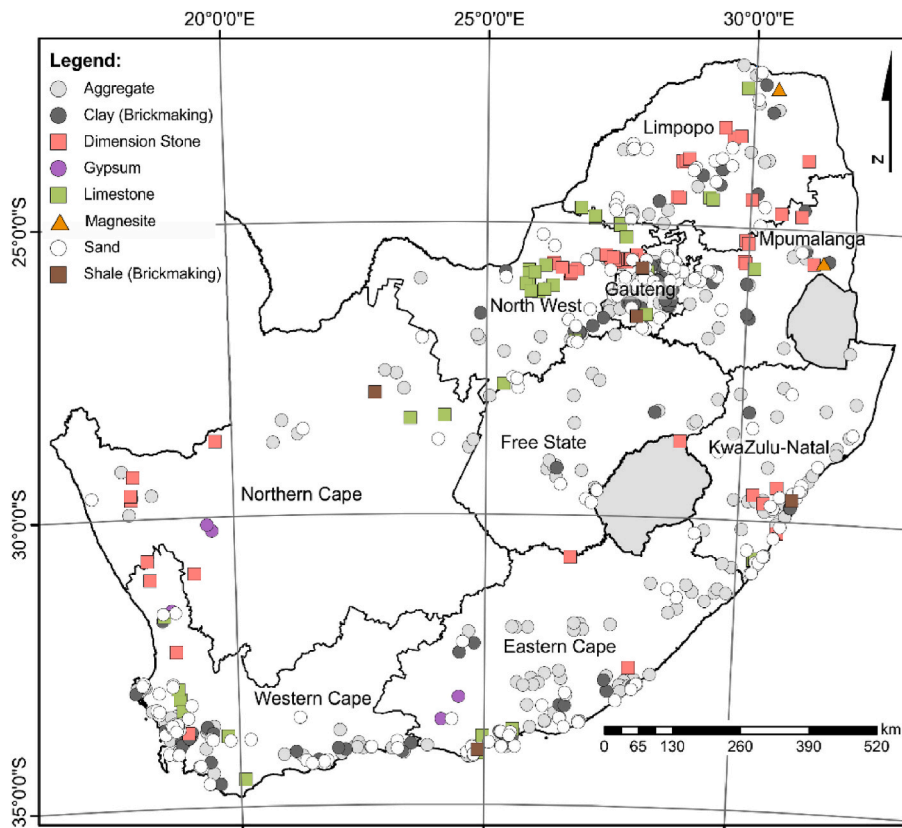 20°0'0"E 25°0'0"E 30°0'0"E
Legend:
Aggregate
Clay (Brickmaking)
Dimension Stone
Gypsum
Limestone
Magnesite
Sand
Shale (Brickmaking)
N
Limpopo
25°0'0"S
Mpumalanga
Gauteng
North West
Free State
KwaZulu-Natal
Northern Cape
30°0'0"S
Eastern Cape
Western Cape
km
0 65 130 260 390 520
35°0'0"S